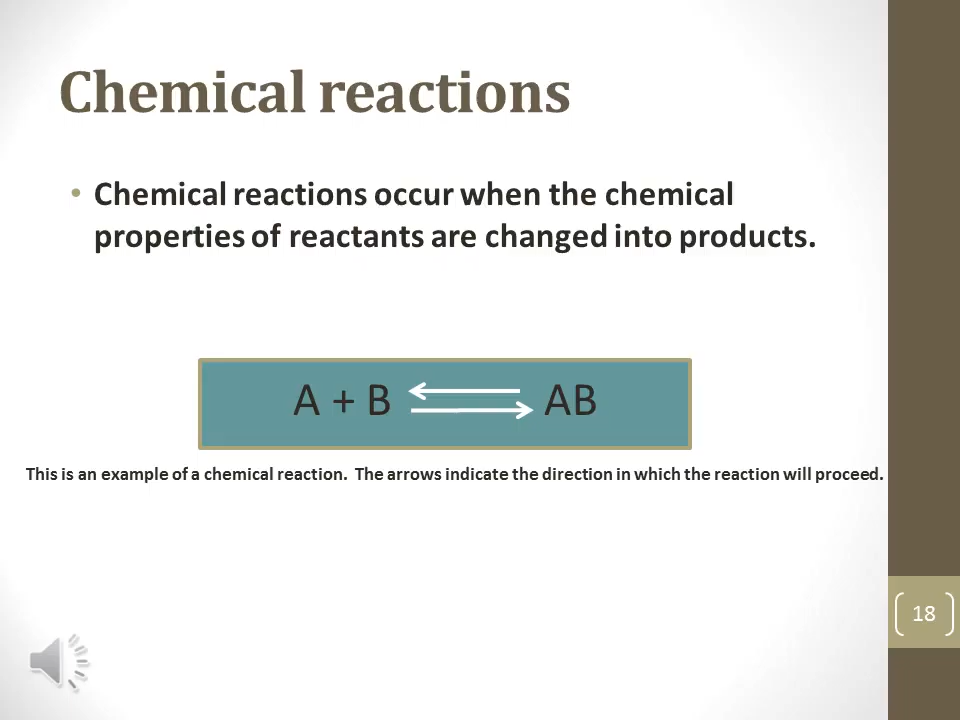 Chemical reactions
• Chemical reactions occur when the chemical
properties of reactants are changed into products.
A + B ⇄ AB
This is an example of a chemical reaction.  The arrows indicate the direction in which the reaction will proceed.
18